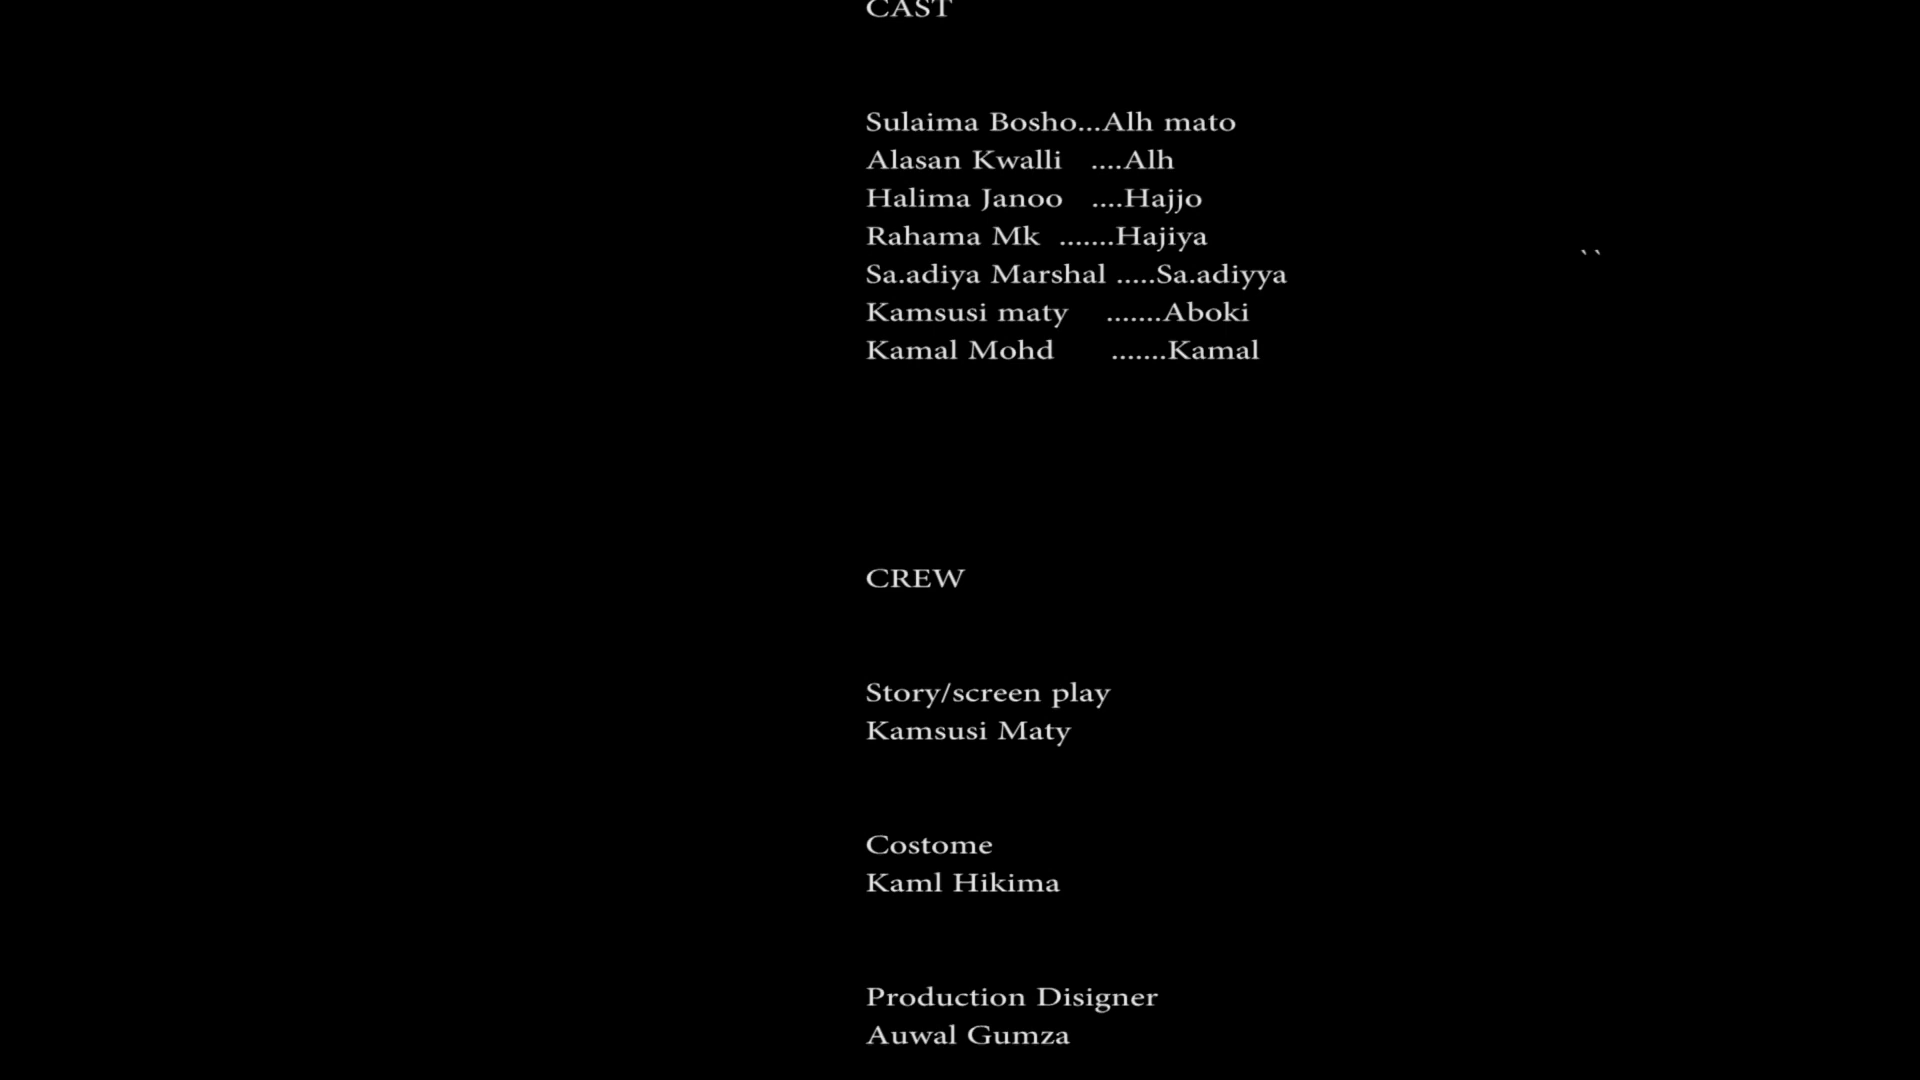 CAST
Sulaima Bosho...Alh mato
Alasan Kwalli ....Alh
Halima Janoo ....Hajjo
Rahama Mk .......Hajiya
``
Sa.adiya Marshal .....Sa.adiyya
Kamsusi maty .......Aboki
Kamal Mohd .......Kamal
CREW
Story/screen play
Kamsusi Maty
Costome
Kaml Hikima
Production Disigner
Auwal Gumza